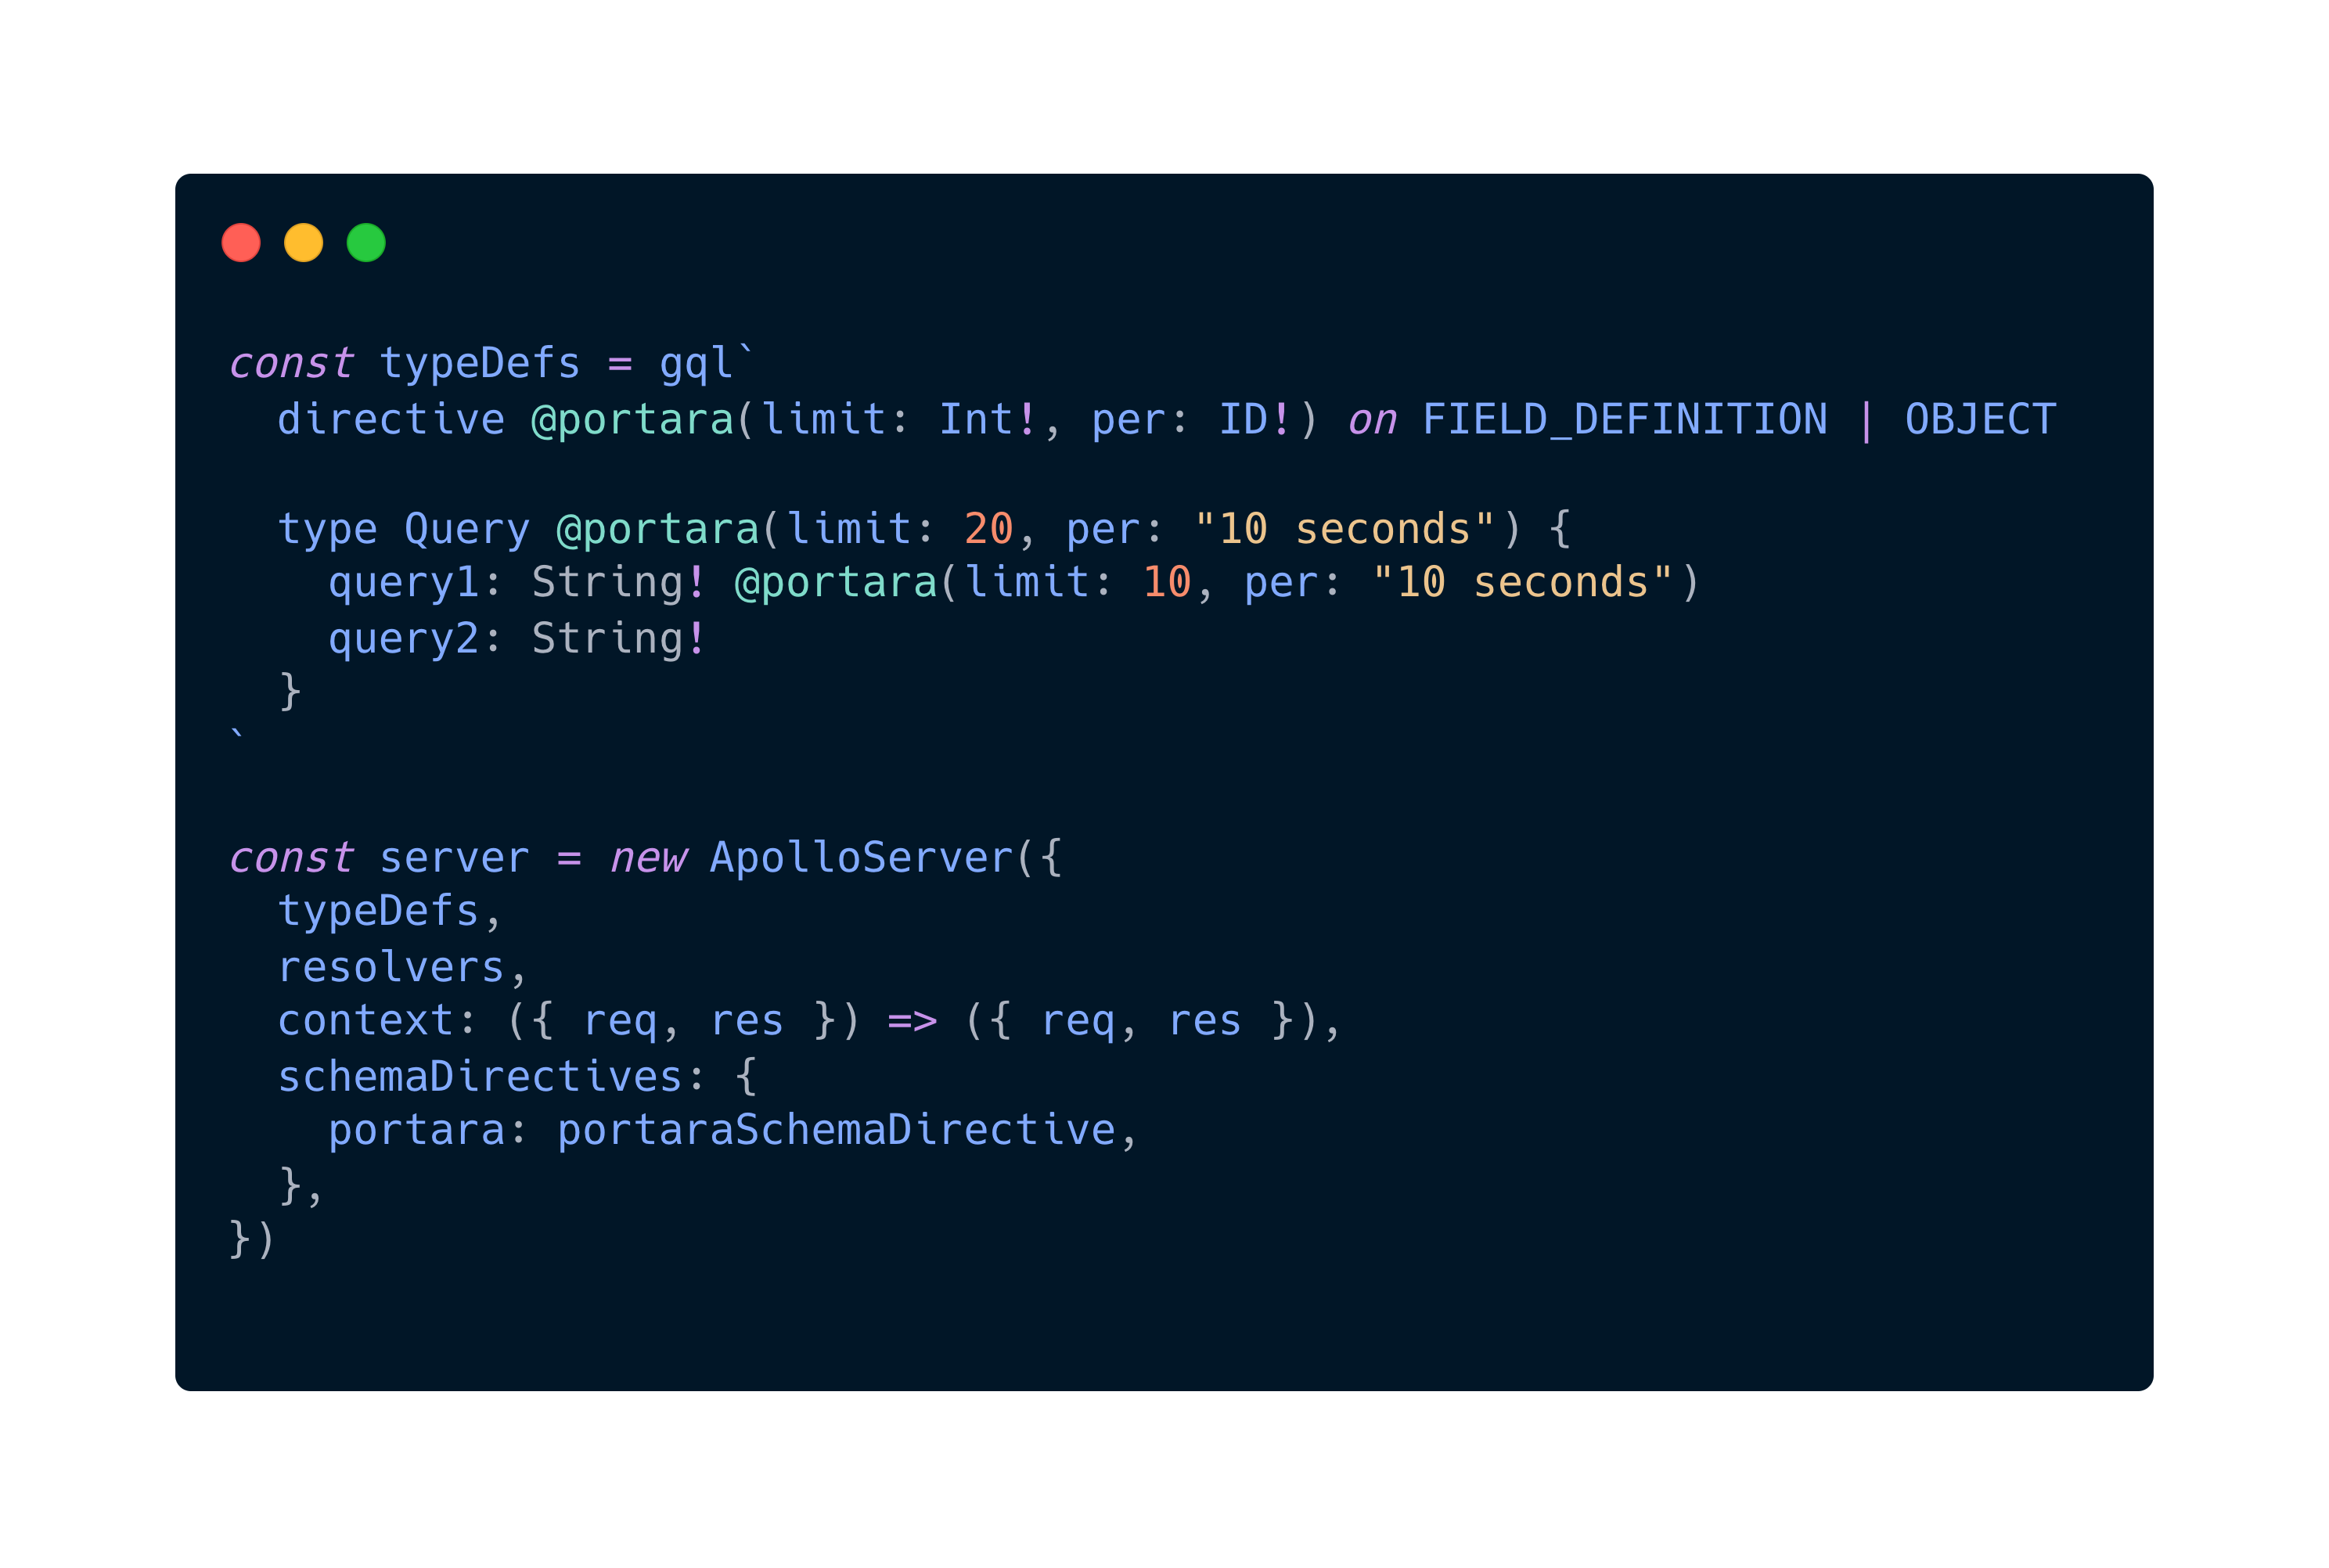 const typeDefs = gql`
  directive @portara(limit: Int!, per: ID!) on FIELD_DEFINITION | OBJECT

  type Query @portara(limit: 20, per: "10 seconds") {
    query1: String! @portara(limit: 10, per: "10 seconds")
    query2: String!
  }
`

const server = new ApolloServer({
  typeDefs,
  resolvers,
  context: ({ req, res }) => ({ req, res }),
  schemaDirectives: {
    portara: portaraSchemaDirective,
  },
})